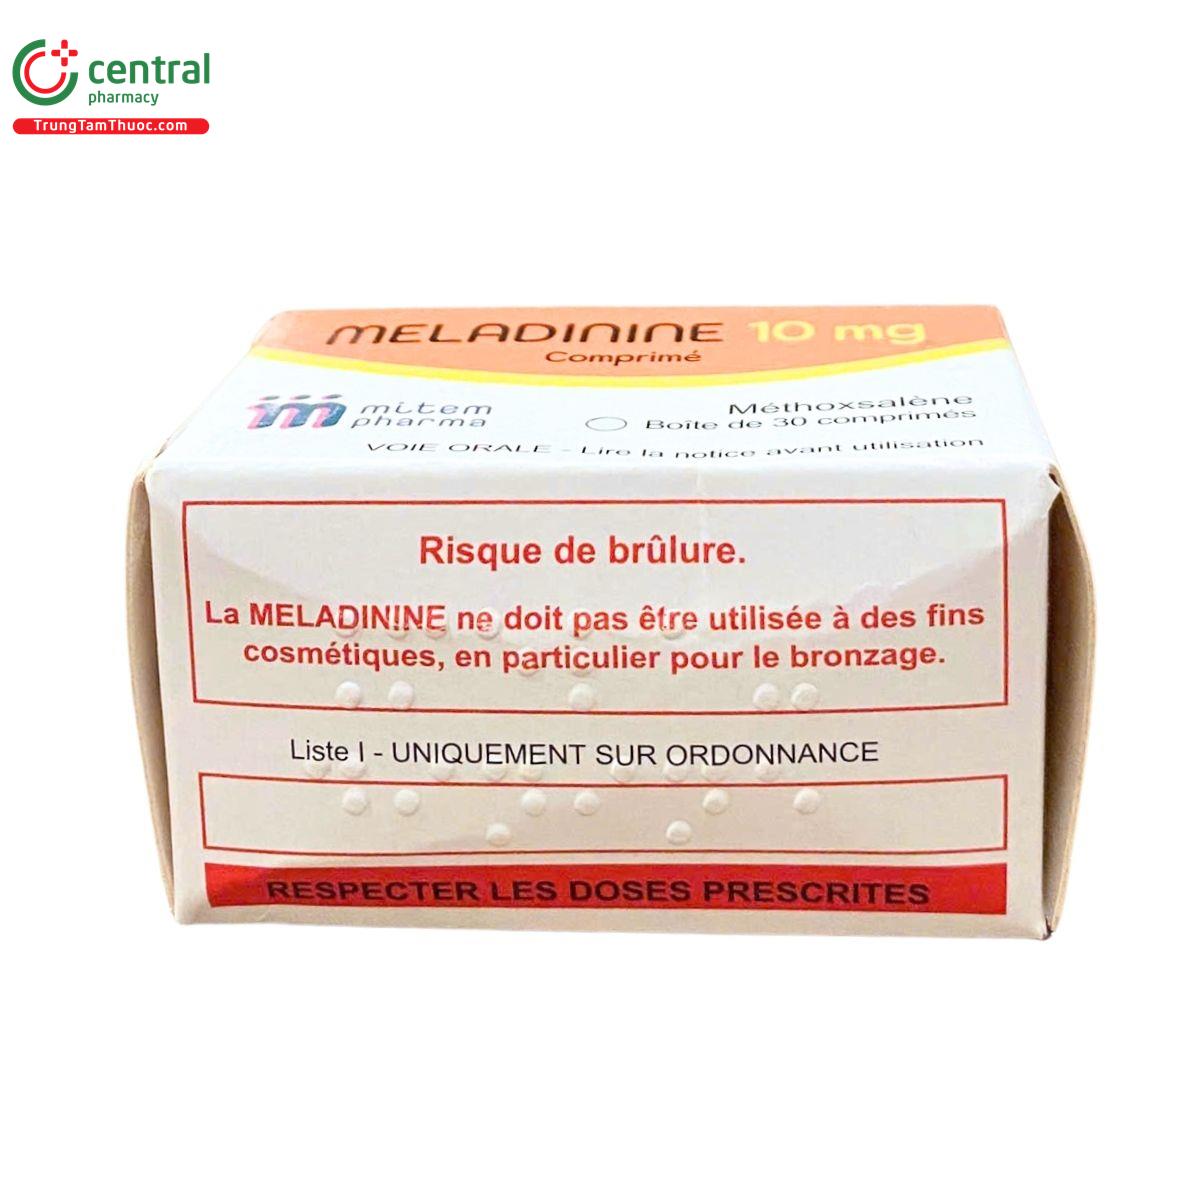 central
pharmacy
TrungTamThuoc.com
MELADININE 10 mg
Comprimé
mitem
pharma
Méthoxsalène
Boîte de 30 comprimés
VOIE ORALE - Lire la notice avant utilisation
Risque de brûlure.
La MELADININE ne doit pas être utilisée à des fins
cosmétiques, en particulier pour le bronzage.
Liste I - UNIQUEMENT SUR ORDONNANCE
RESPECTER LES DOSES PRESCRITES